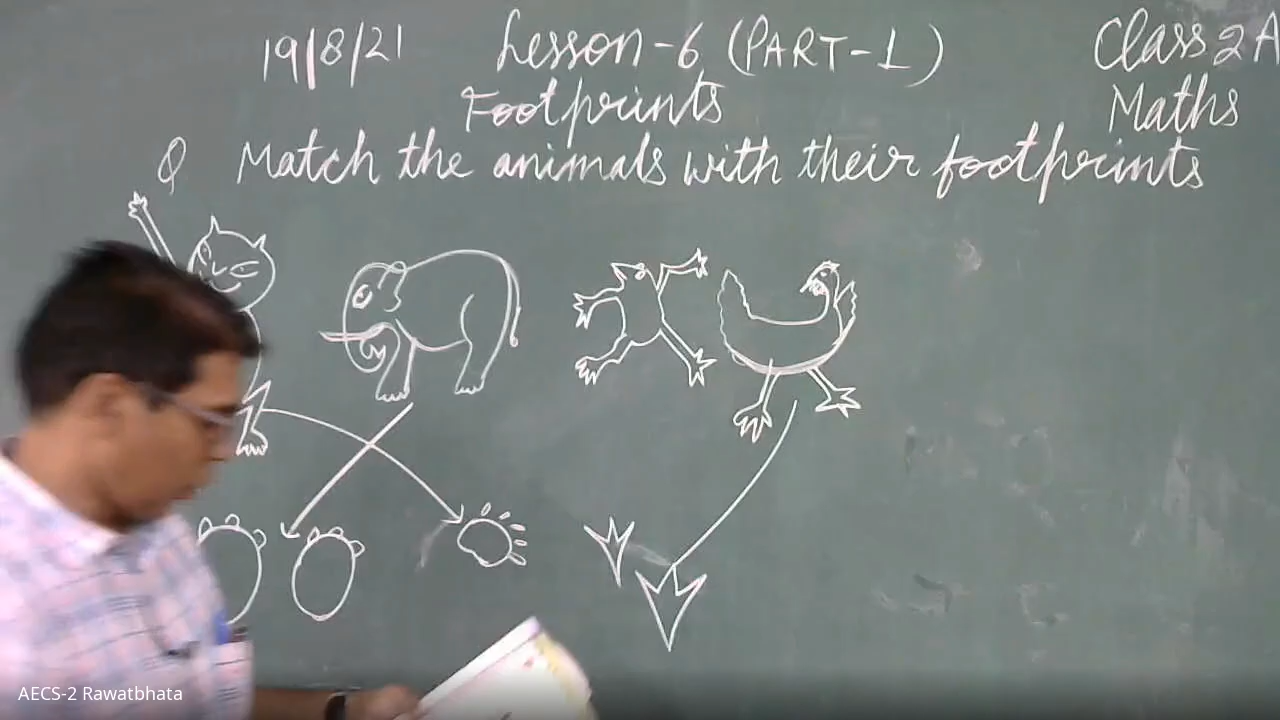 19/8/21 Lesson-6 (PART-1) Class 2A
Footprints Maths
Q Match the animals with their footprints
AECS-2 Rawatbhata